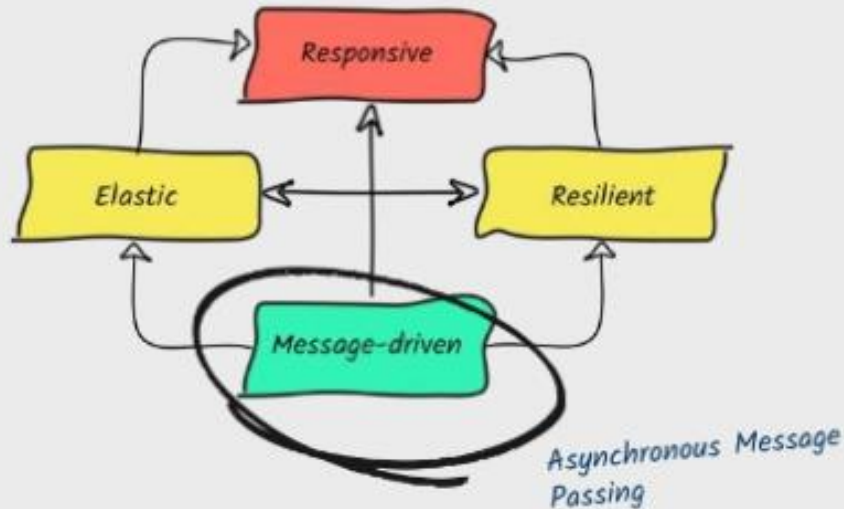 Responsive
Elastic
Resilient
Message-driven
Asynchronous Message
Passing